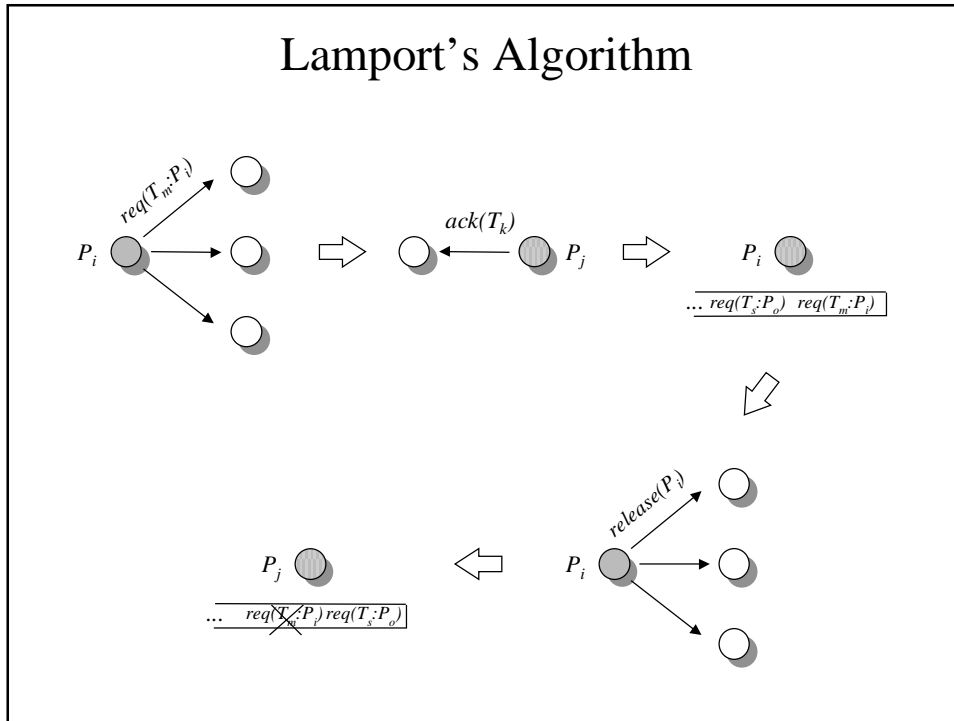 Lamport's Algorithm
req(Tm:Pi)
Pi
ack(Tk)
Pj
Pi
... req(Ts:Po) req(Tm:Pi)
release(Pi)
Pi
Pj
... req(Tm:Pi) req(Ts:Po)